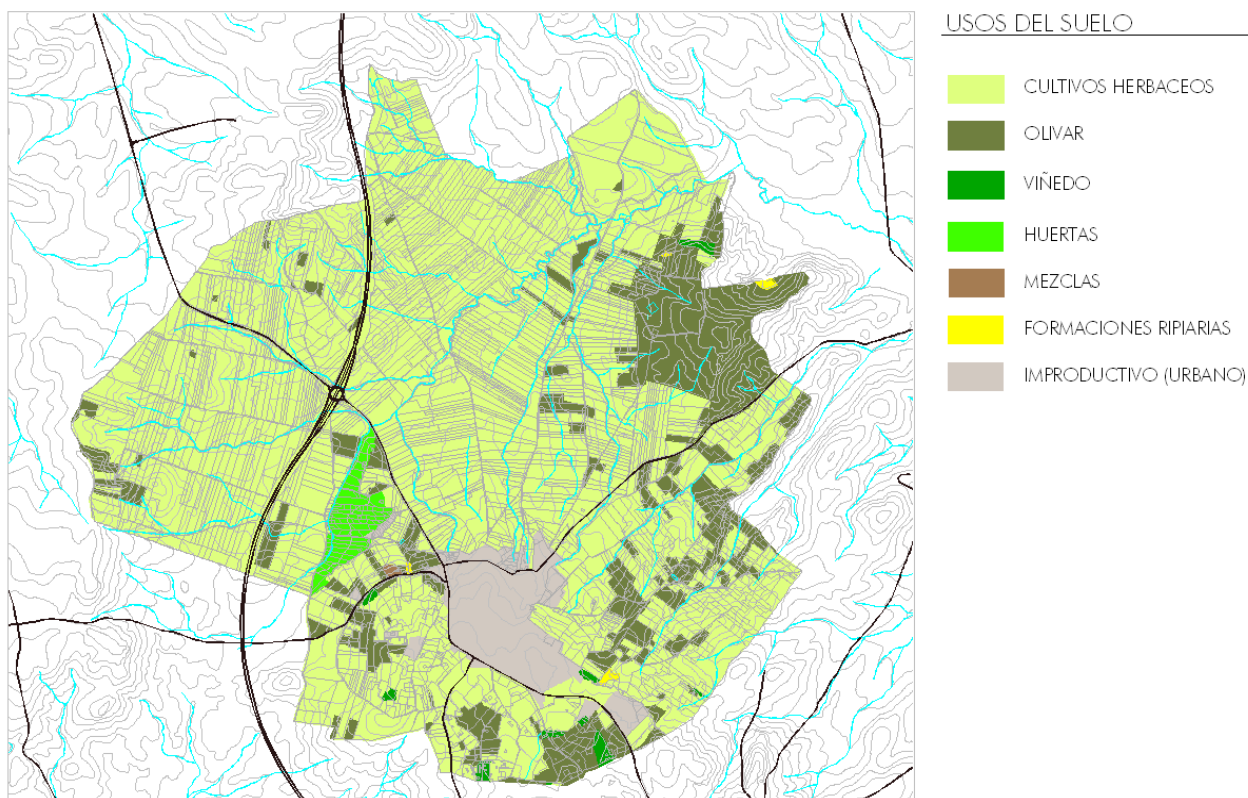 USOS DEL SUELO
CULTIVOS HERBACEOS
OLIVAR
VIÑEDO
HUERTAS
MEZCLAS
FORMACIONES RIPIARIAS
IMPRODUCTIVO (URBANO)